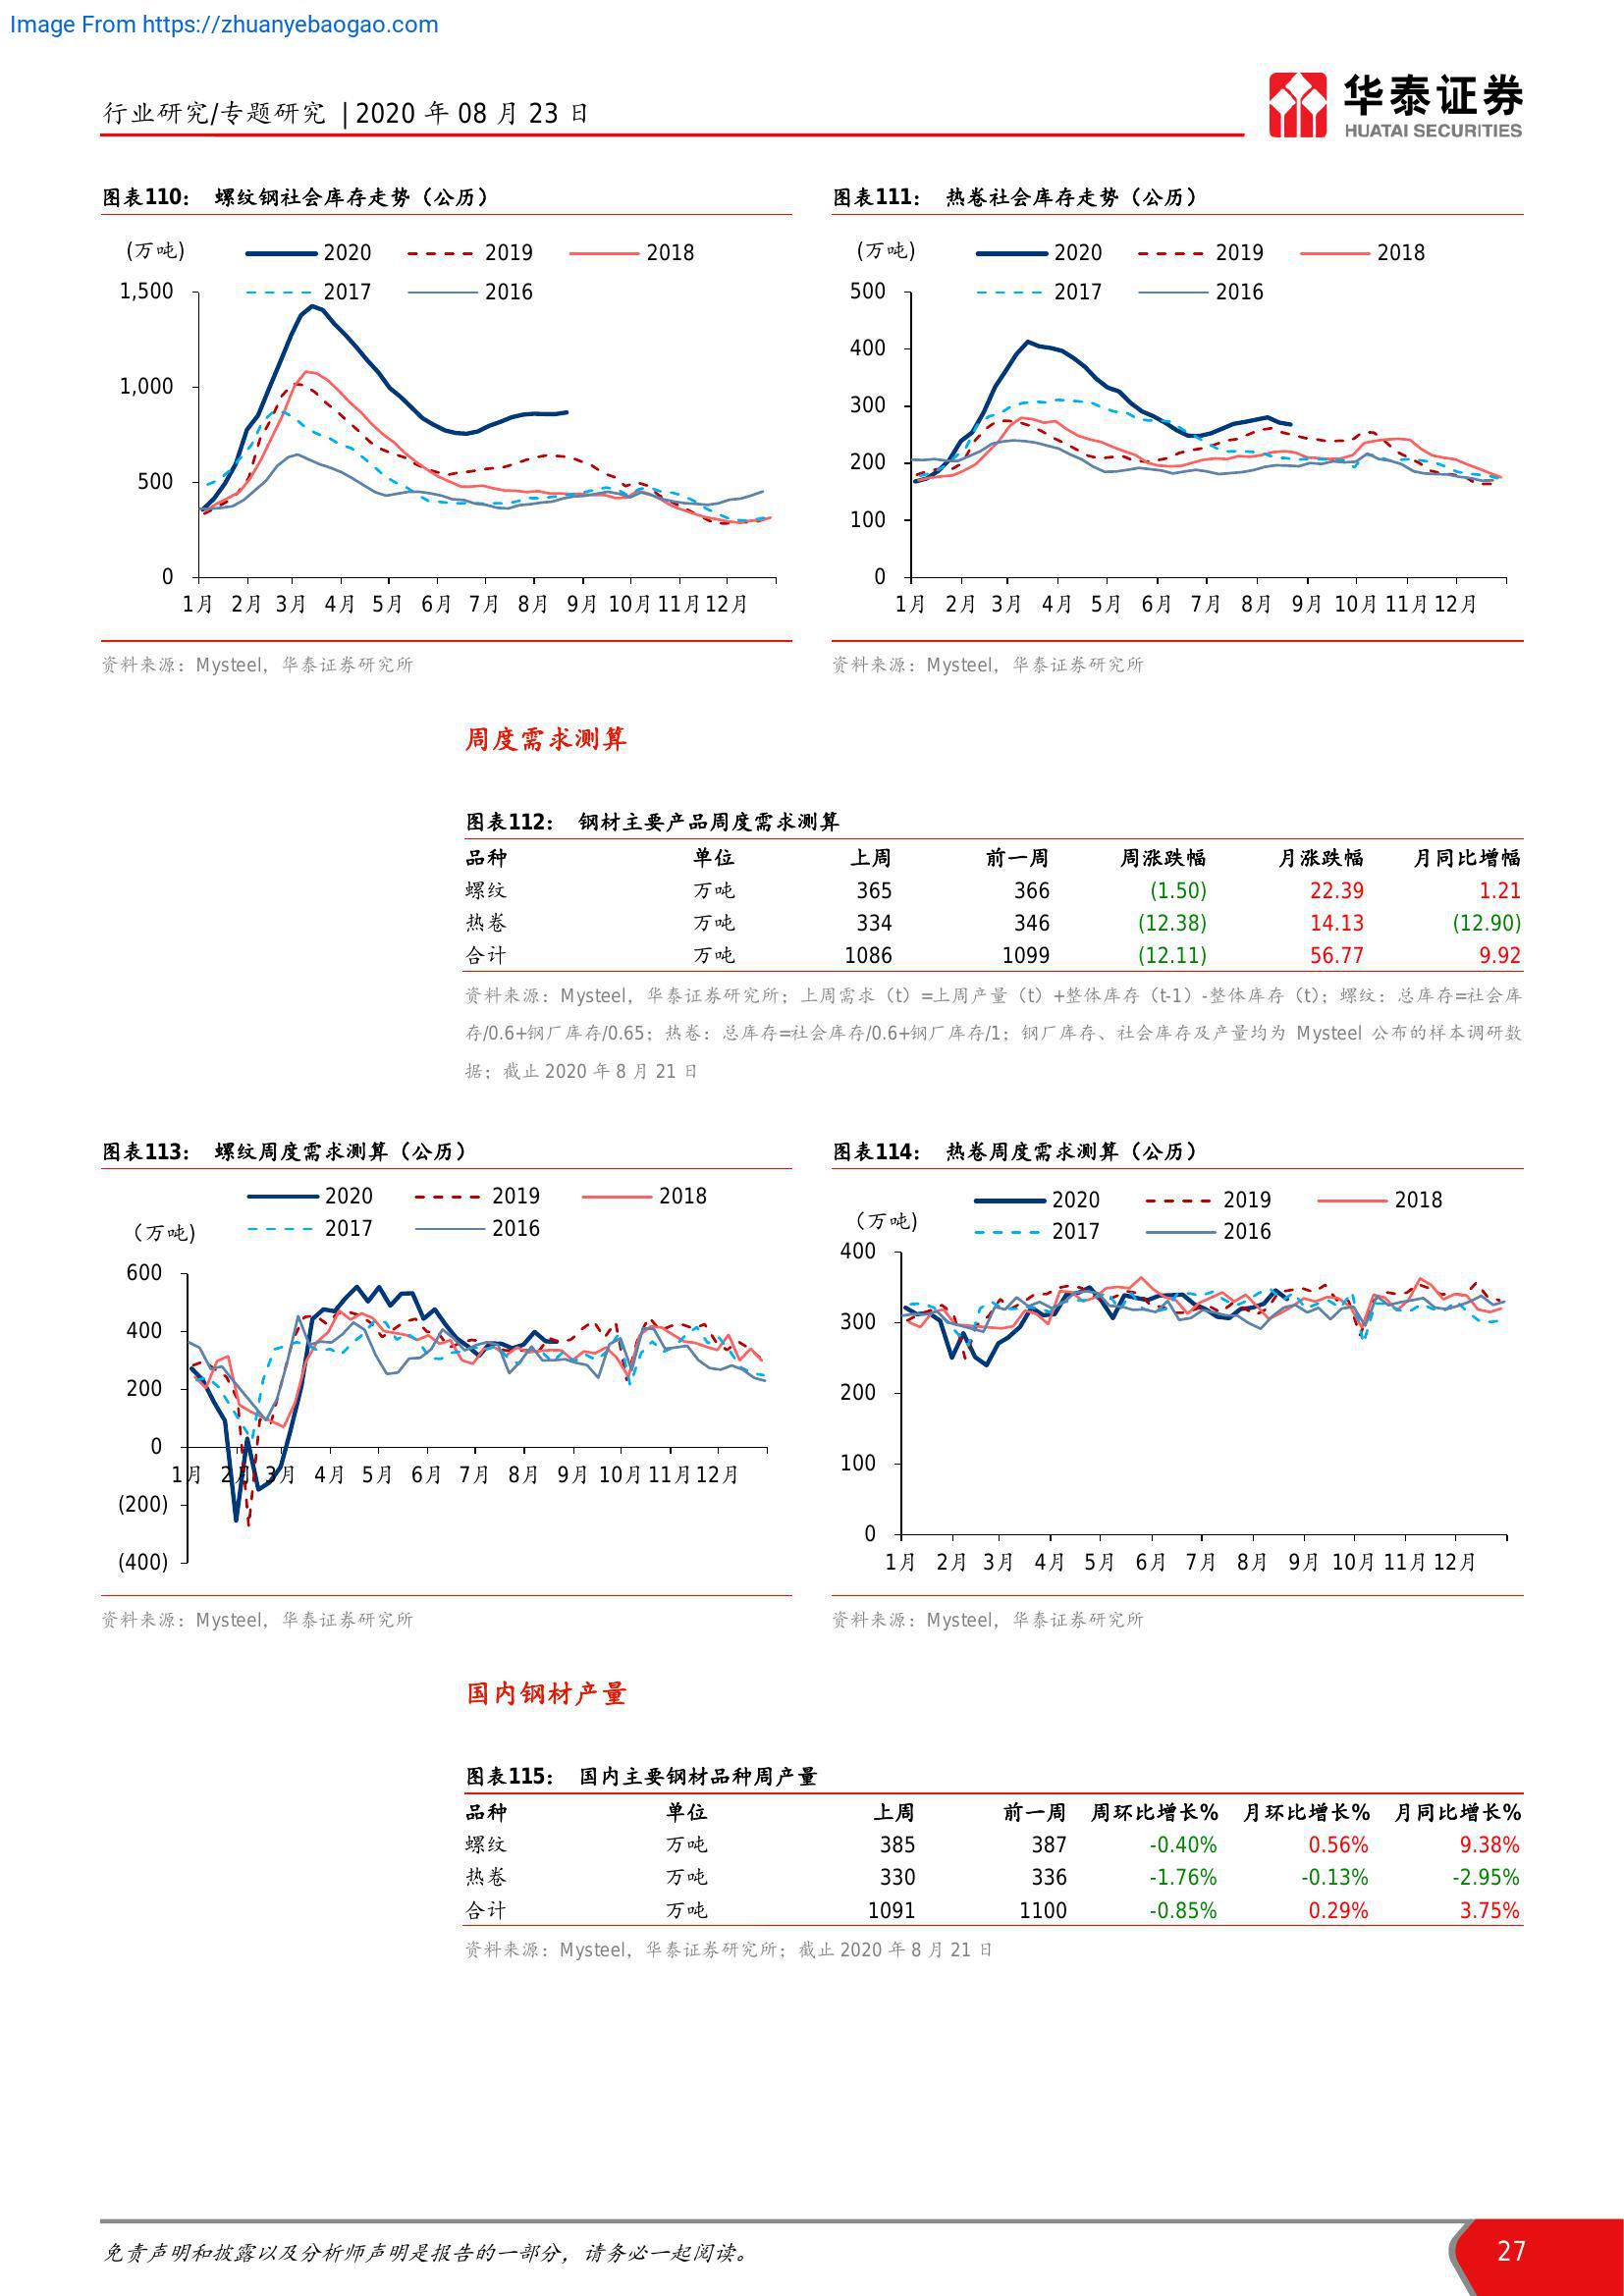 Image From https://zhuanyebaogao.com
行业研究/专题研究 | 2020 年 08 月 23 日
华泰证券
HUATAI SECURITIES
图表110： 螺纹钢社会库存走势（公历）
(万吨)
2020 2019 2018
2017 2016
1,500
1,000
500
0
1月 2月 3月 4月 5月 6月 7月 8月 9月 10月 11月 12月
资料来源：Mysteel，华泰证券研究所
图表111： 热卷社会库存走势（公历）
(万吨)
2020 2019 2018
2017 2016
500
400
300
200
100
0
1月 2月 3月 4月 5月 6月 7月 8月 9月 10月 11月 12月
资料来源：Mysteel，华泰证券研究所
周度需求测算
图表112： 钢材主要产品周度需求测算
品种 单位 上周 前一周 周涨跌幅 月涨跌幅 月同比增幅
螺纹 万吨 365 366 (1.50) 22.39 1.21
热卷 万吨 334 346 (12.38) 14.13 (12.90)
合计 万吨 1086 1099 (12.11) 56.77 9.92
资料来源：Mysteel，华泰证券研究所；上周需求（t）=上周产量（t）+整体库存（t-1）-整体库存（t）；螺纹：总库存=社会库
存/0.6+钢厂库存/0.65；热卷：总库存=社会库存/0.6+钢厂库存/1；钢厂库存、社会库存及产量均为 Mysteel 公布的样本调研数
据；截止 2020 年 8 月 21 日
图表113： 螺纹周度需求测算（公历）
2020 2019 2018
（万吨) 2017 2016
600
400
200
0
1月 2月 3月 4月 5月 6月 7月 8月 9月 10月 11月 12月
(200)
(400)
资料来源：Mysteel，华泰证券研究所
图表114： 热卷周度需求测算（公历）
2020 2019 2018
（万吨) 2017 2016
400
300
200
100
0
1月 2月 3月 4月 5月 6月 7月 8月 9月 10月 11月 12月
资料来源：Mysteel，华泰证券研究所
国内钢材产量
图表115： 国内主要钢材品种周产量
品种 单位 上周 前一周 周环比增长% 月环比增长% 月同比增长%
螺纹 万吨 385 387 -0.40% 0.56% 9.38%
热卷 万吨 330 336 -1.76% -0.13% -2.95%
合计 万吨 1091 1100 -0.85% 0.29% 3.75%
资料来源：Mysteel，华泰证券研究所；截止 2020 年 8 月 21 日
免责声明和披露以及分析师声明是报告的一部分，请务必一起阅读。
27